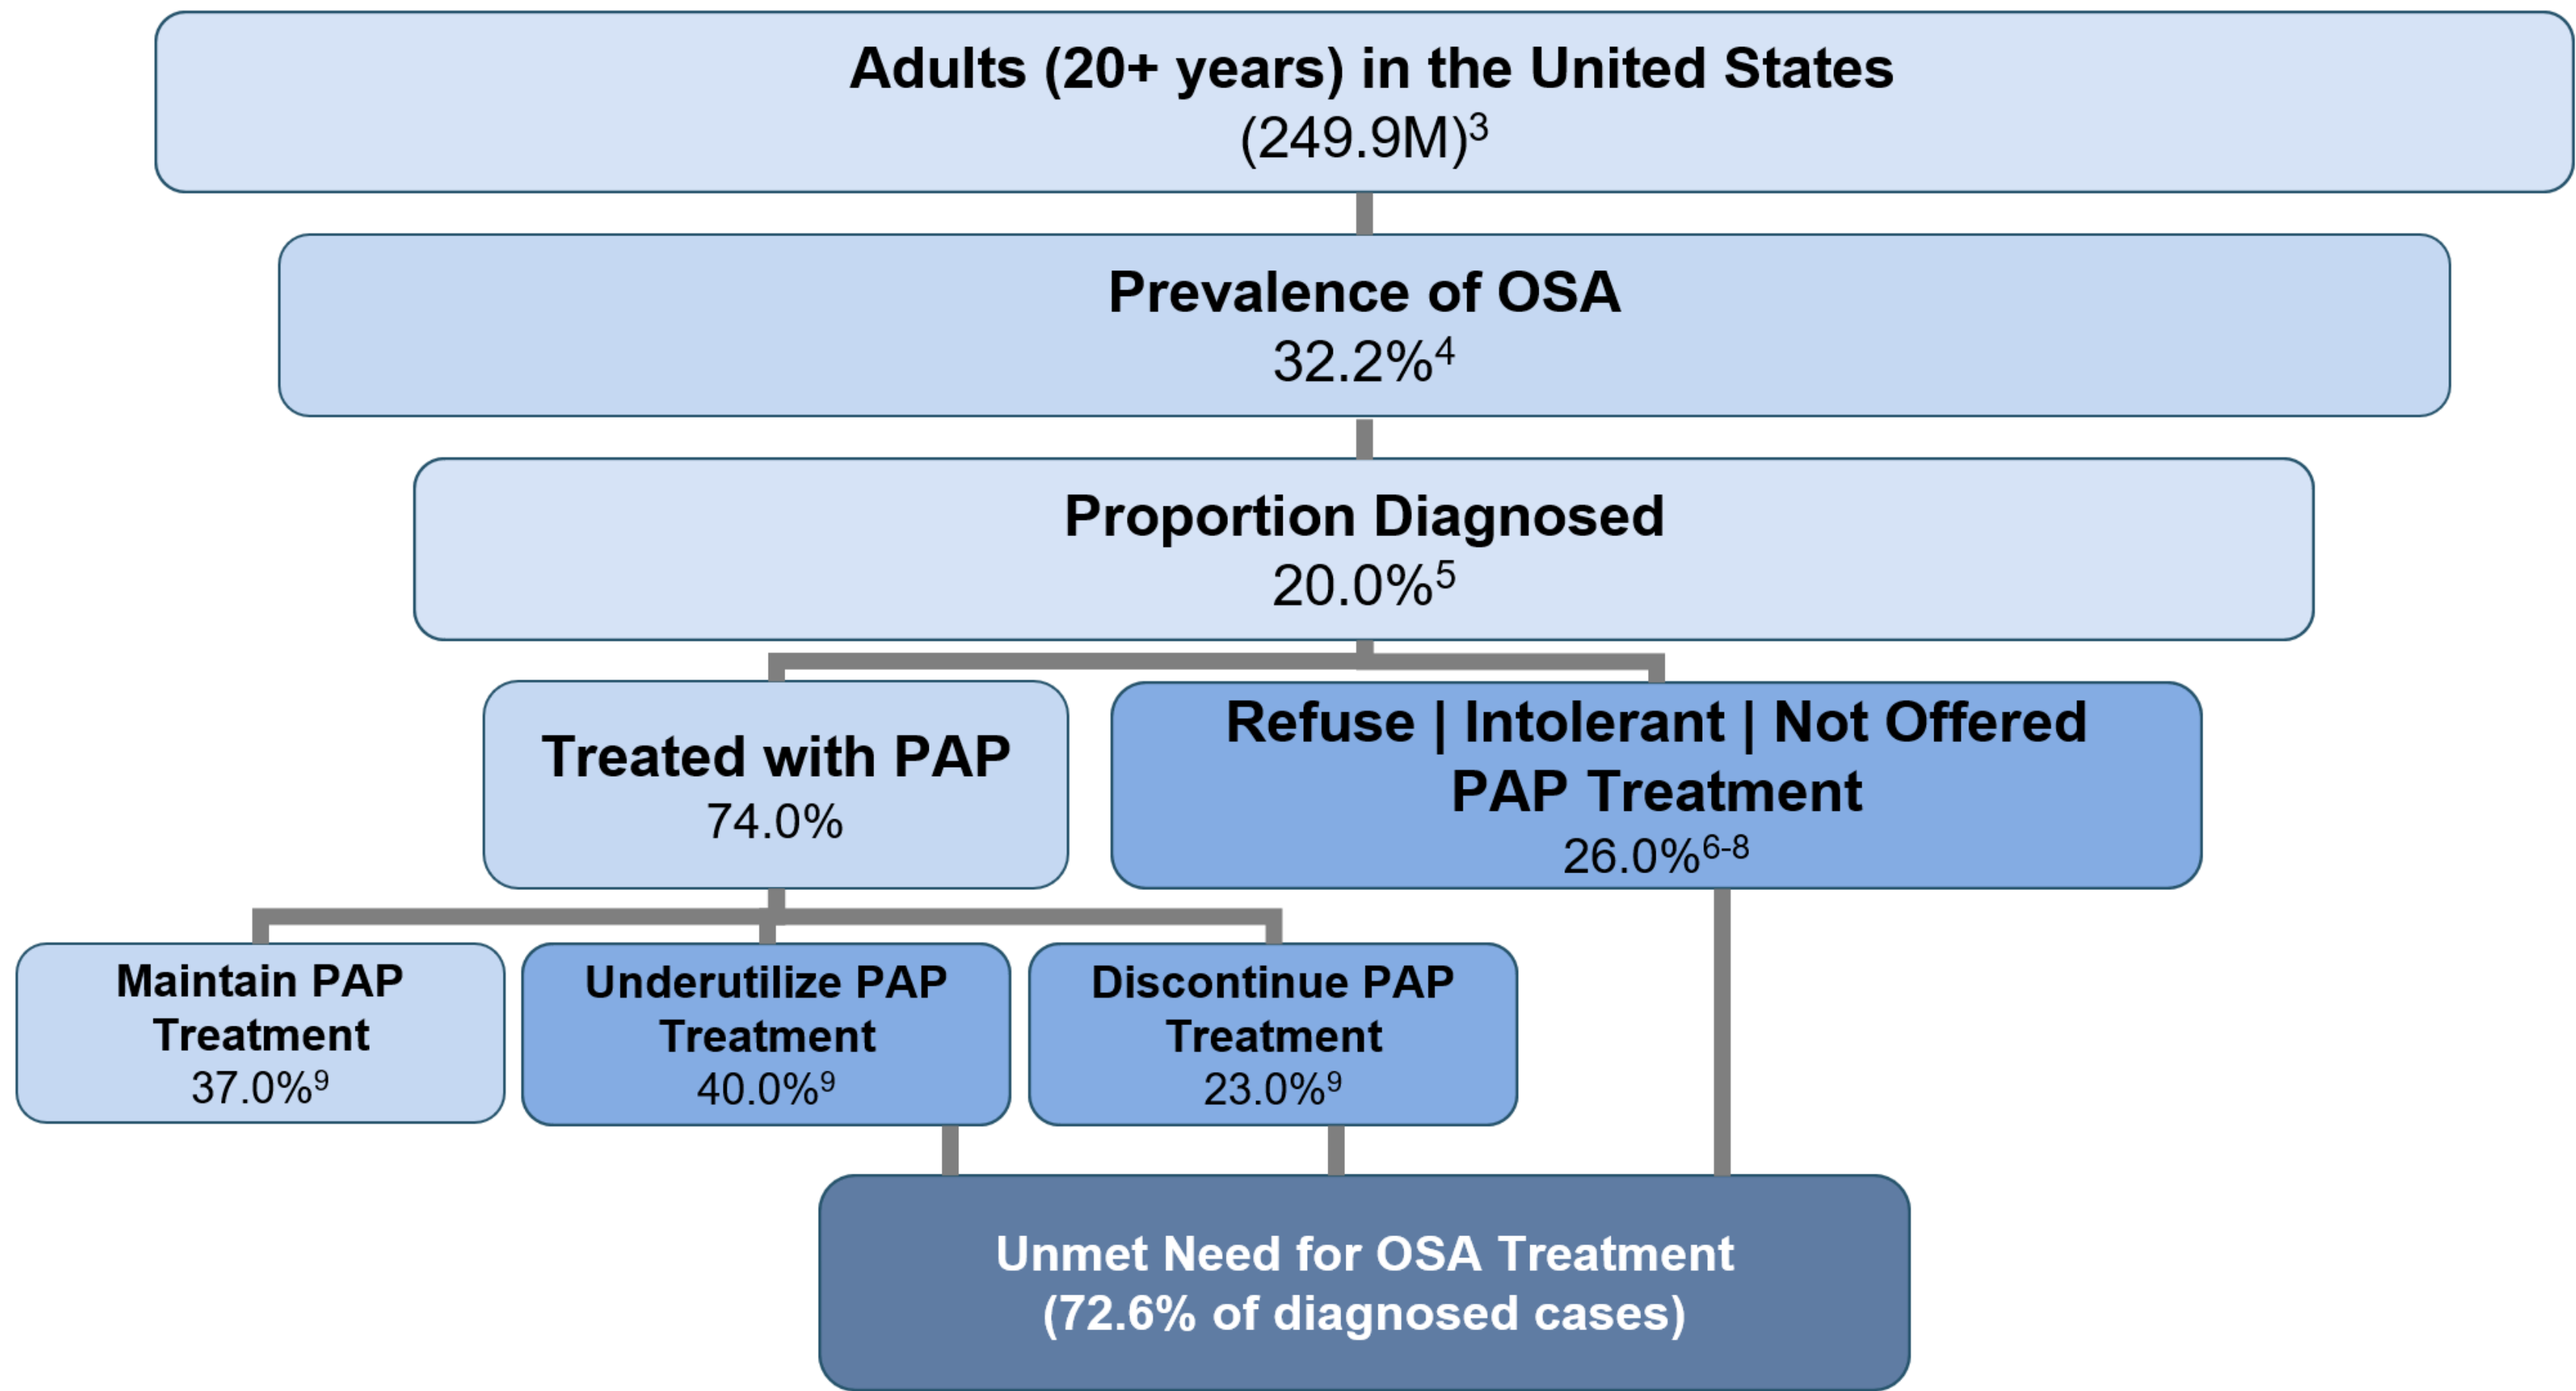 Adults (20+ years) in the United States
(249.9M)³
Prevalence of OSA
32.2%⁴
Proportion Diagnosed
20.0%⁵
Treated with PAP
74.0%
Refuse | Intolerant | Not Offered
PAP Treatment
26.0%⁶⁻⁸
Maintain PAP
Treatment
37.0%⁹
Underutilize PAP
Treatment
40.0%⁹
Discontinue PAP
Treatment
23.0%⁹
Unmet Need for OSA Treatment
(72.6% of diagnosed cases)